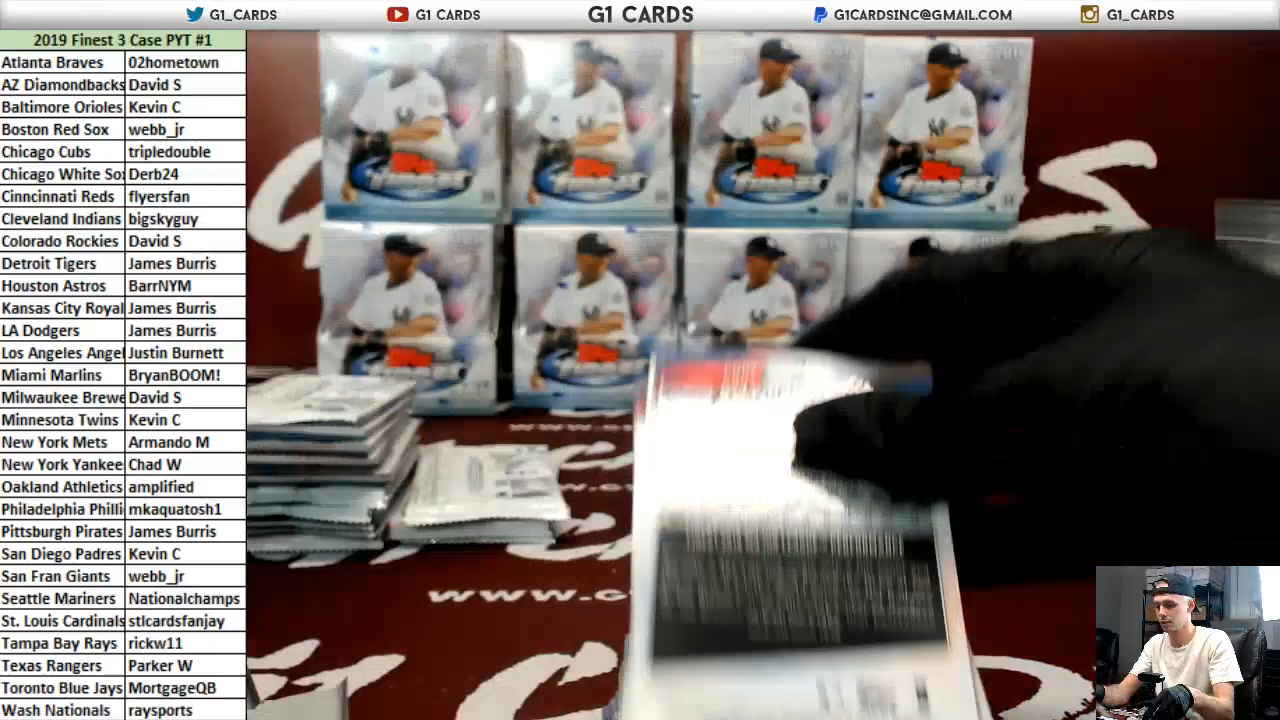 G1_CARDS
G1 CARDS
G1 CARDS
G1CARDSINC@GMAIL.COM
G1_CARDS
2019 Finest 3 Case PYT #1
Atlanta Braves 02hometown
AZ Diamondbacks David S
Baltimore Orioles Kevin C
Boston Red Sox webb_jr
Chicago Cubs tripledouble
Chicago White Sox Derb24
Cinncinnati Reds flyersfan
Cleveland Indians bigskyguy
Colorado Rockies David S
Detroit Tigers James Burris
Houston Astros BarrNYM
Kansas City Royal James Burris
LA Dodgers James Burris
Los Angeles Angel Justin Burnett
Miami Marlins BryanBOOM!
Milwaukee Brewe David S
Minnesota Twins Kevin C
New York Mets Armando M
New York Yankee Chad W
Oakland Athletics amplified
Philadelphia Philli mkaquatosh1
Pittsburgh Pirates James Burris
San Diego Padres Kevin C
San Fran Giants webb_jr
Seattle Mariners Nationalchamps
St. Louis Cardinals stlcardsfanjay
Tampa Bay Rays rickw11
Texas Rangers Parker W
Toronto Blue Jays MortgageQB
Wash Nationals raysports
FINEST
FINEST
www.G